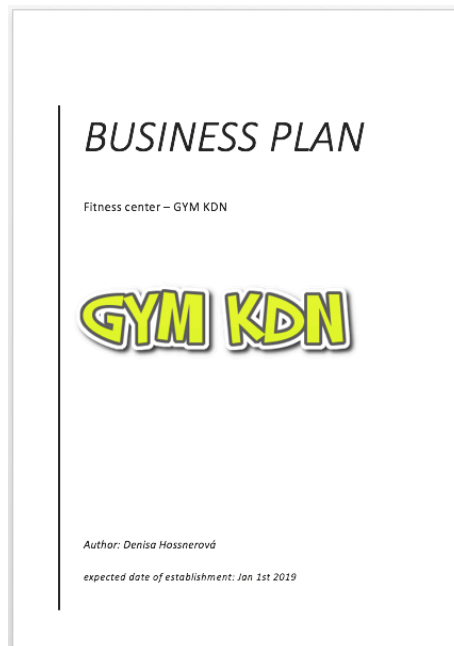 BUSINESS PLAN
Fitness center – GYM KDN
GYM KDN
Author: Denisa Hossnerová
expected date of establishment: Jan 1st 2019